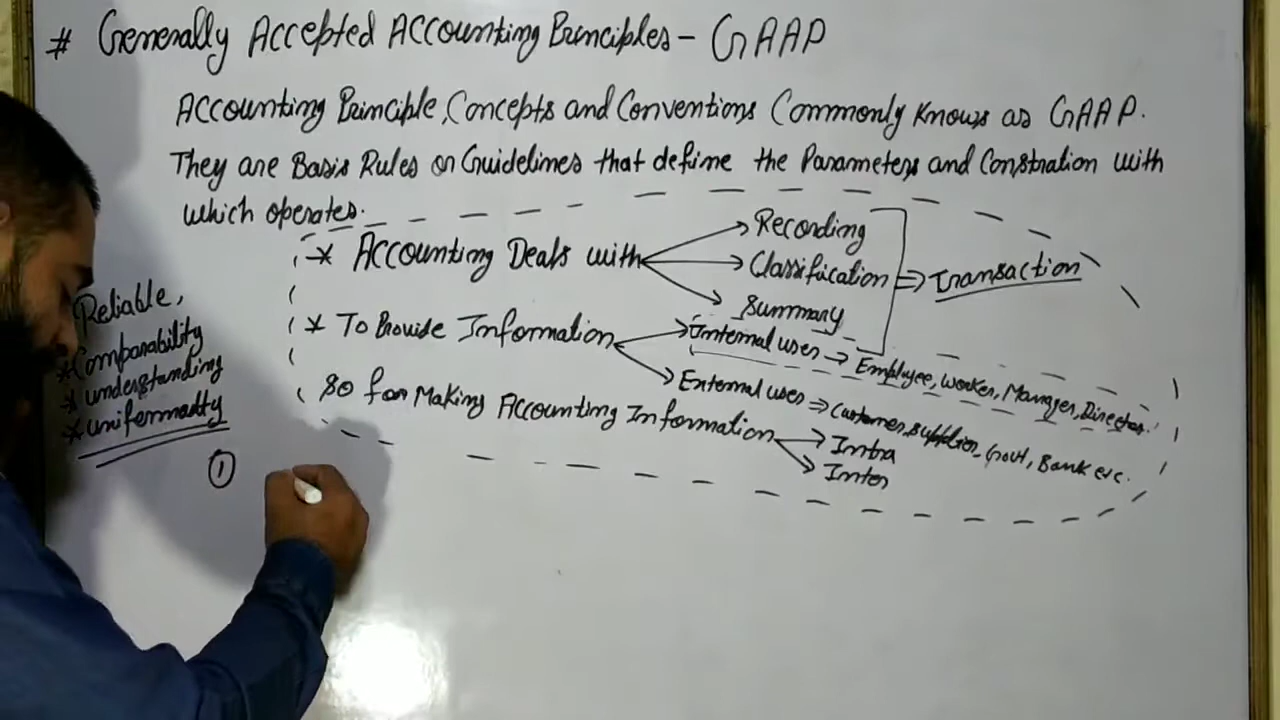 # Generally Accepted Accounting Principles - GAAP
Accounting Principle, Concepts and Conventions Commonly Knows as GAAP.
They are Basis Rules or Guidelines that define the Parameters and Constration with
which operates.
* Accounting Deals with
Recording
Classification
Summary
⇒ Transaction
* To Provide Information
Internal uses → Employee, Worker, Manager, Director.
External uses ⇒ Customer, Supplier, Govt, Bank etc.
So for Making Accounting Information
Intra
Inter
Reliable,
* Comparability
* understanding
* uniformedty
①